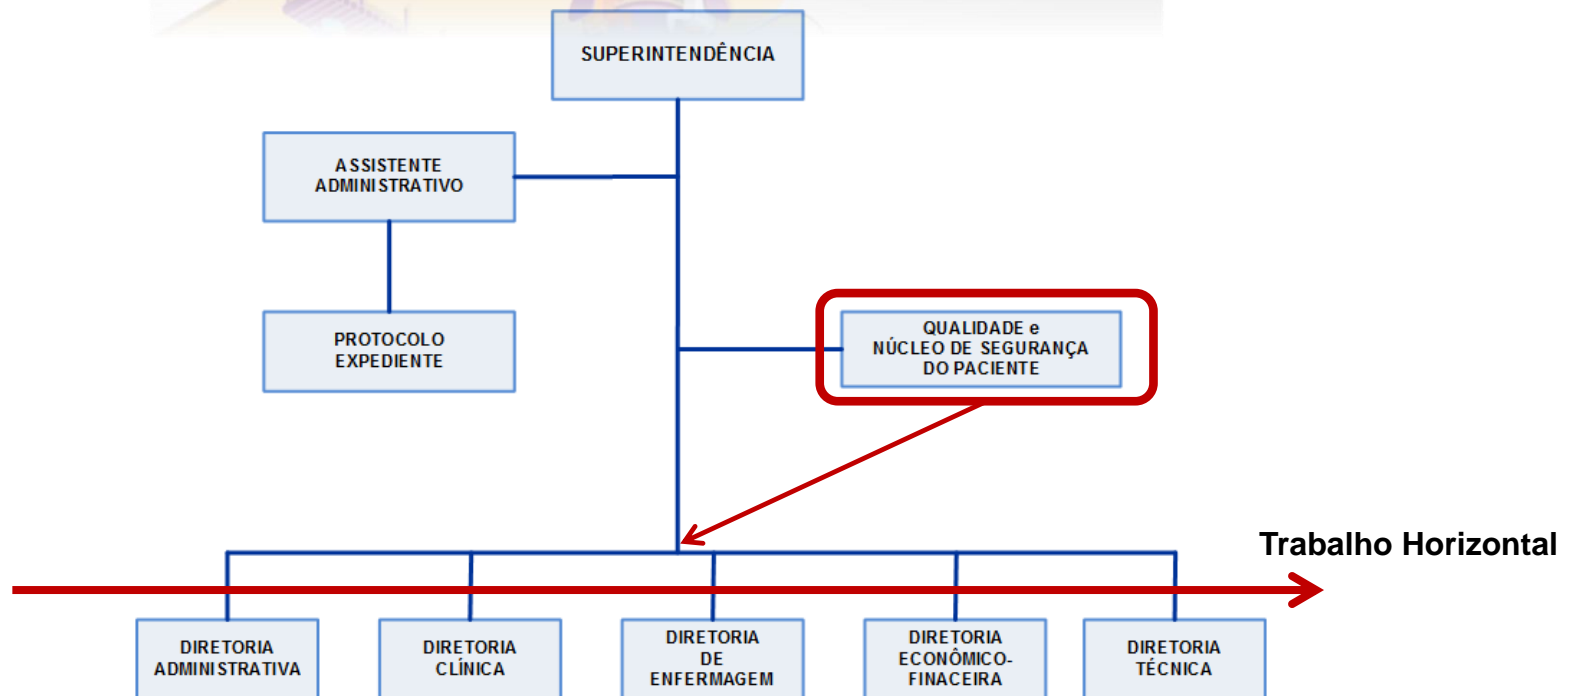 SUPERINTENDÊNCIA
ASSISTENTE
ADMINISTRATIVO
PROTOCOLO
EXPEDIENTE
QUALIDADE e
NÚCLEO DE SEGURANÇA
DO PACIENTE
Trabalho Horizontal
DIRETORIA
ADMINISTRATIVA
DIRETORIA
CLÍNICA
DIRETORIA
DE
ENFERMAGEM
DIRETORIA
ECONÔMICO-
FINACEIRA
DIRETORIA
TÉCNICA